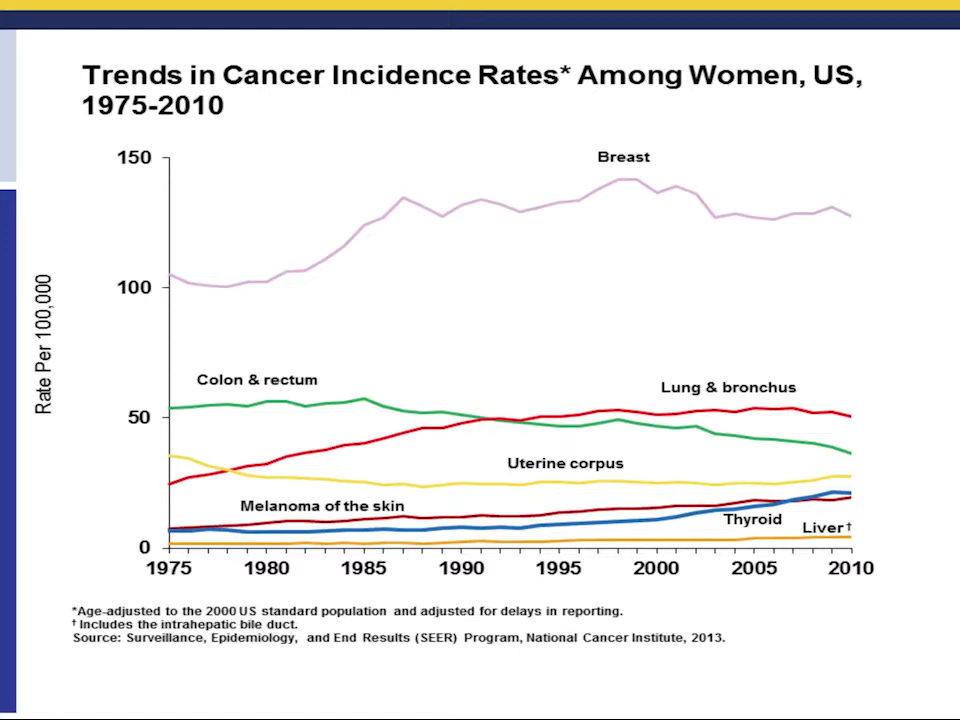 Trends in Cancer Incidence Rates* Among Women, US,
1975-2010
Rate Per 100,000
150
Breast
100
Colon & rectum
Lung & bronchus
50
Uterine corpus
Melanoma of the skin
Thyroid
Liver†
0
1975 1980 1985 1990 1995 2000 2005 2010
*Age-adjusted to the 2000 US standard population and adjusted for delays in reporting.
† Includes the intrahepatic bile duct.
Source: Surveillance, Epidemiology, and End Results (SEER) Program, National Cancer Institute, 2013.